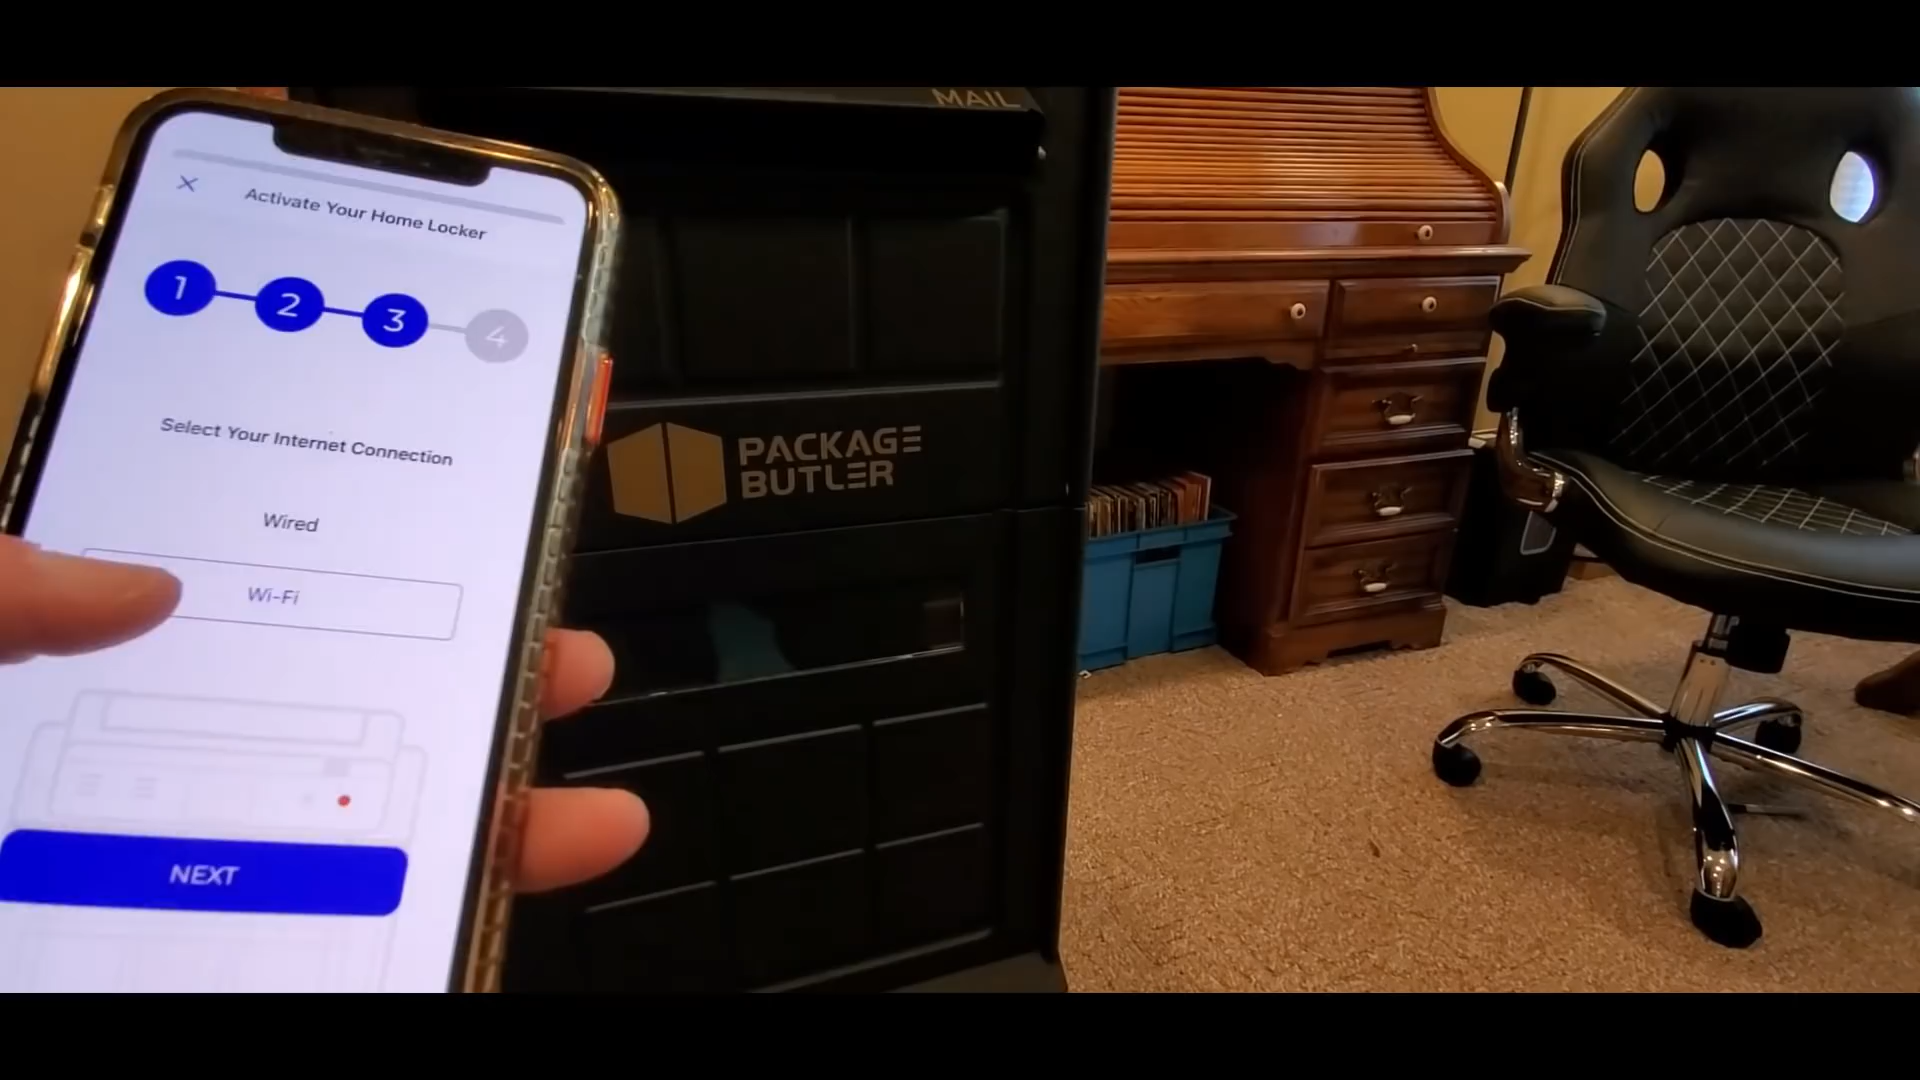 Activate Your Home Locker
1 2 3 4
Select Your Internet Connection
Wired
Wi-Fi
NEXT
MAIL
PACKAGE
BUTLER